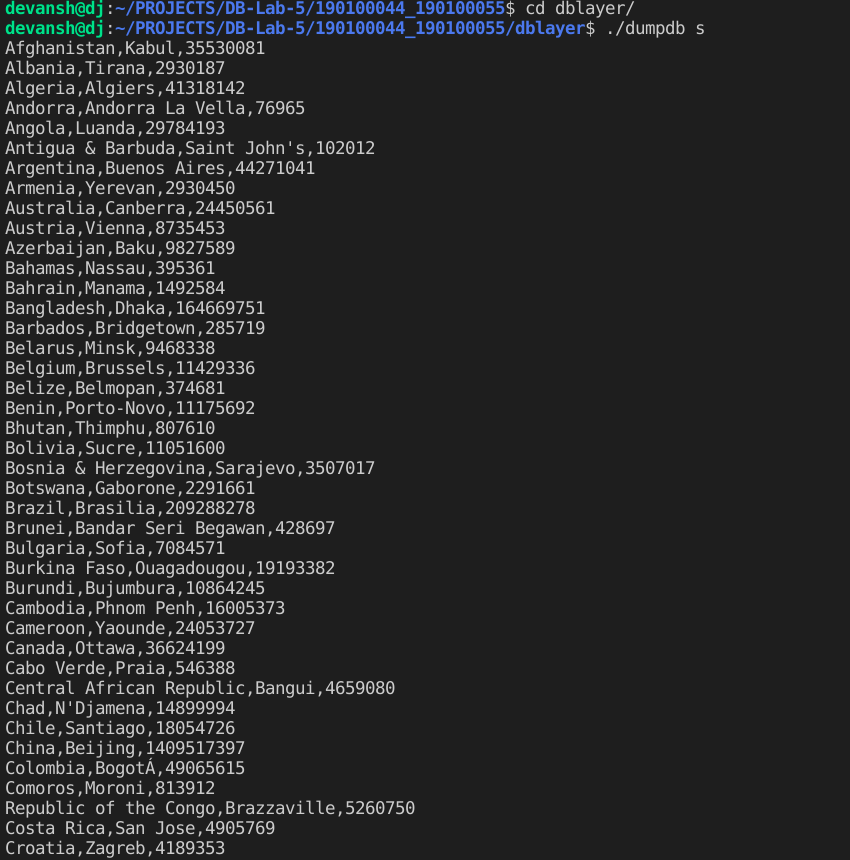 devansh@dj:~/PROJECTS/DB-Lab-5/190100044_190100055$ cd dblayer/
devansh@dj:~/PROJECTS/DB-Lab-5/190100044_190100055/dblayer$ ./dumpdb s
Afghanistan,Kabul,35530081
Albania,Tirana,2930187
Algeria,Algiers,41318142
Andorra,Andorra La Vella,76965
Angola,Luanda,29784193
Antigua & Barbuda,Saint John's,102012
Argentina,Buenos Aires,44271041
Armenia,Yerevan,2930450
Australia,Canberra,24450561
Austria,Vienna,8735453
Azerbaijan,Baku,9827589
Bahamas,Nassau,395361
Bahrain,Manama,1492584
Bangladesh,Dhaka,164669751
Barbados,Bridgetown,285719
Belarus,Minsk,9468338
Belgium,Brussels,11429336
Belize,Belmopan,374681
Benin,Porto-Novo,11175692
Bhutan,Thimphu,807610
Bolivia,Sucre,11051600
Bosnia & Herzegovina,Sarajevo,3507017
Botswana,Gaborone,2291661
Brazil,Brasilia,209288278
Brunei,Bandar Seri Begawan,428697
Bulgaria,Sofia,7084571
Burkina Faso,Ouagadougou,19193382
Burundi,Bujumbura,10864245
Cambodia,Phnom Penh,16005373
Cameroon,Yaounde,24053727
Canada,Ottawa,36624199
Cabo Verde,Praia,546388
Central African Republic,Bangui,4659080
Chad,N'Djamena,14899994
Chile,Santiago,18054726
China,Beijing,1409517397
Colombia,BogotÁ,49065615
Comoros,Moroni,813912
Republic of the Congo,Brazzaville,5260750
Costa Rica,San Jose,4905769
Croatia,Zagreb,4189353